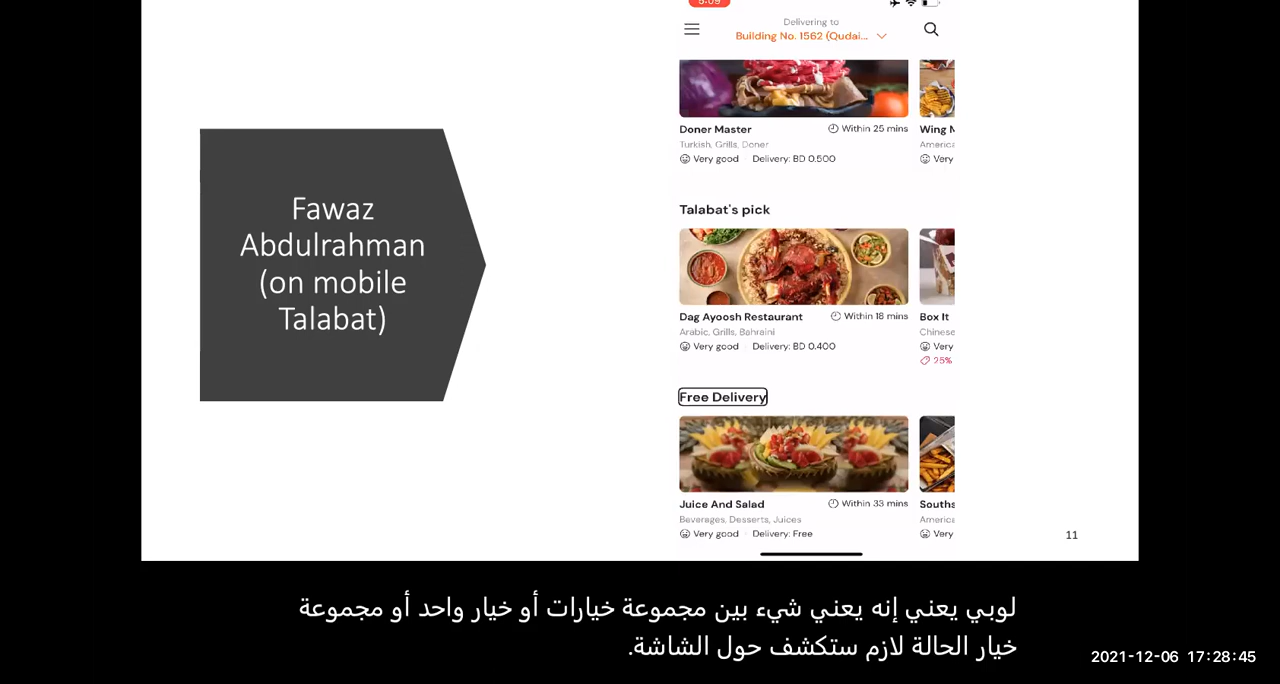 Fawaz
Abdulrahman
(on mobile
Talabat)
5:09
Delivering to
Building No. 1562 (Qudai...
Doner Master
Within 25 mins
Turkish, Grills, Doner
Very good
Delivery: BD 0.500
Wing M
America
Very
Talabat's pick
Dag Ayoosh Restaurant
Within 18 mins
Arabic, Grills, Bahraini
Very good
Delivery: BD 0.400
Box It
Chinese
Very
25%
Free Delivery
Juice And Salad
Within 33 mins
Beverages, Desserts, Juices
Very good
Delivery: Free
Souths
America
Very
11
لوبي يعني إنه يعني شيء بين مجموعة خيارات أو خيار واحد أو مجموعة
خيار الحالة لازم ستكشف حول الشاشة.
2021-12-06 17:28:45